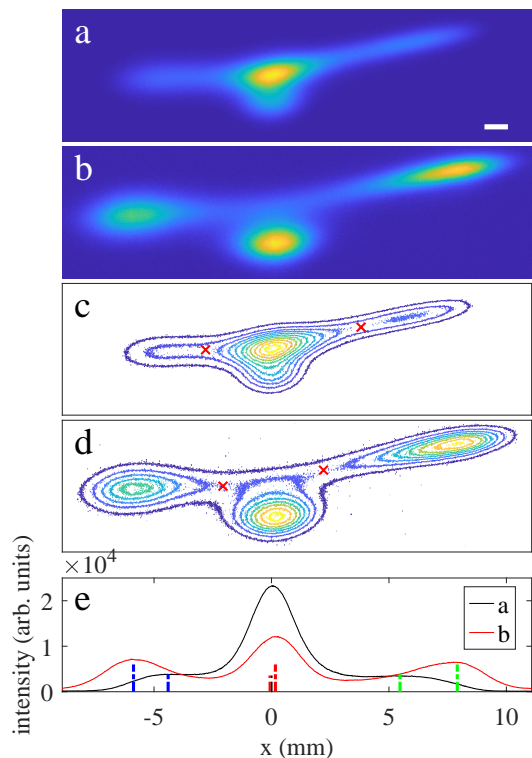 a
b
c
d
×10^4
e
a
b
2
1
0
intensity (arb. units)
-5 0 5 10
x (mm)